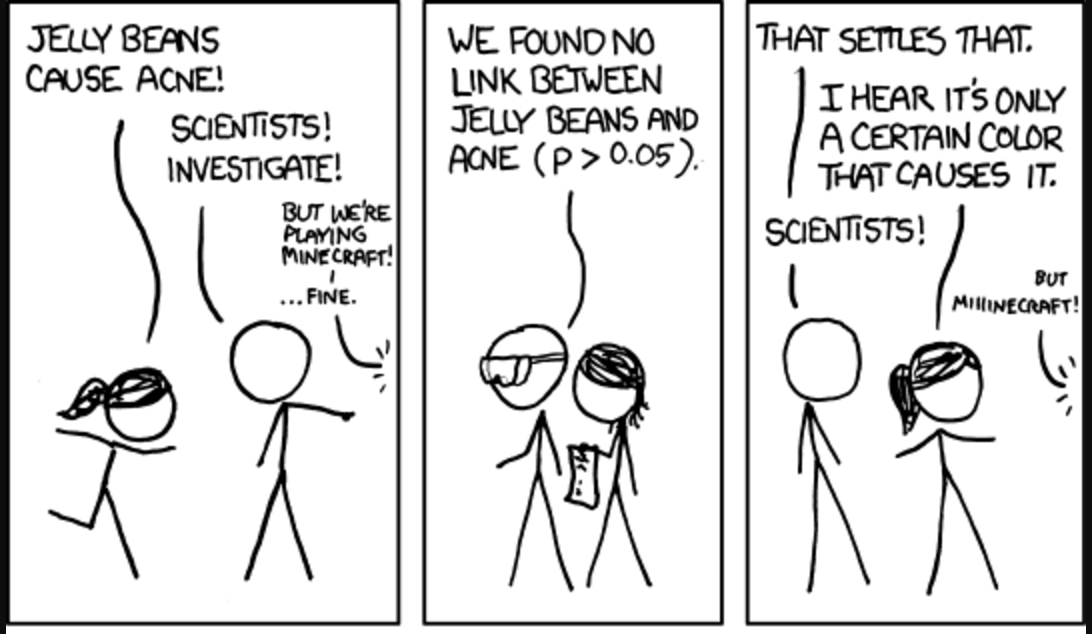 JELLY BEANS
CAUSE ACNE!
SCIENTISTS!
INVESTIGATE!
BUT WE'RE
PLAYING
MINECRAFT!
...FINE.
WE FOUND NO
LINK BETWEEN
JELLY BEANS AND
ACNE (P > 0.05).
THAT SETTLES THAT.
I HEAR IT'S ONLY
A CERTAIN COLOR
THAT CAUSES IT.
SCIENTISTS!
BUT
MIIIINECRAFT!